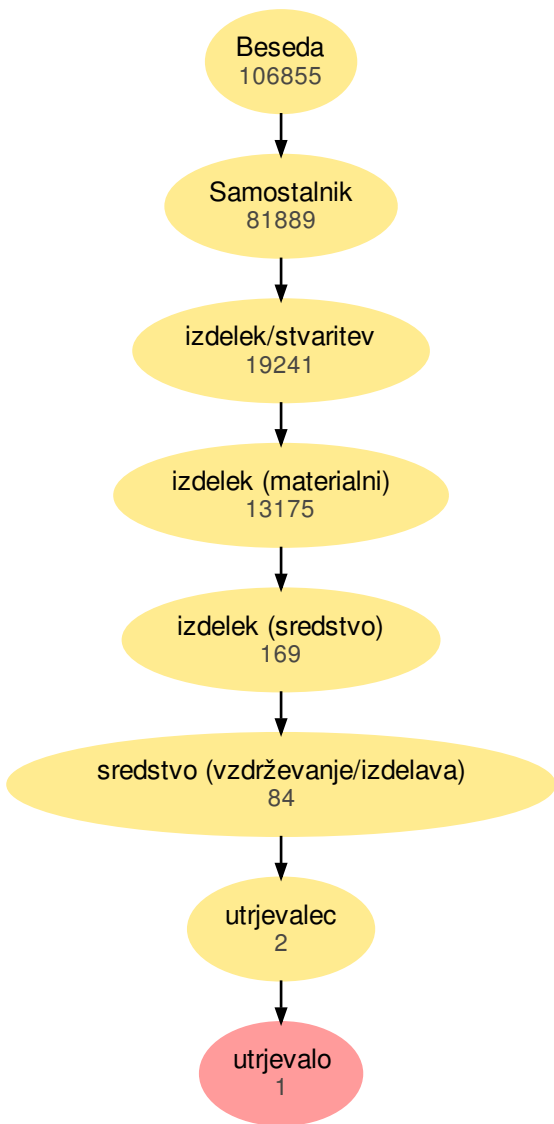 Beseda
106855
Samostalnik
81889
izdelek/stvaritev
19241
izdelek (materialni)
13175
izdelek (sredstvo)
169
sredstvo (vzdrževanje/izdelava)
84
utrjevalec
2
utrjevalo
1